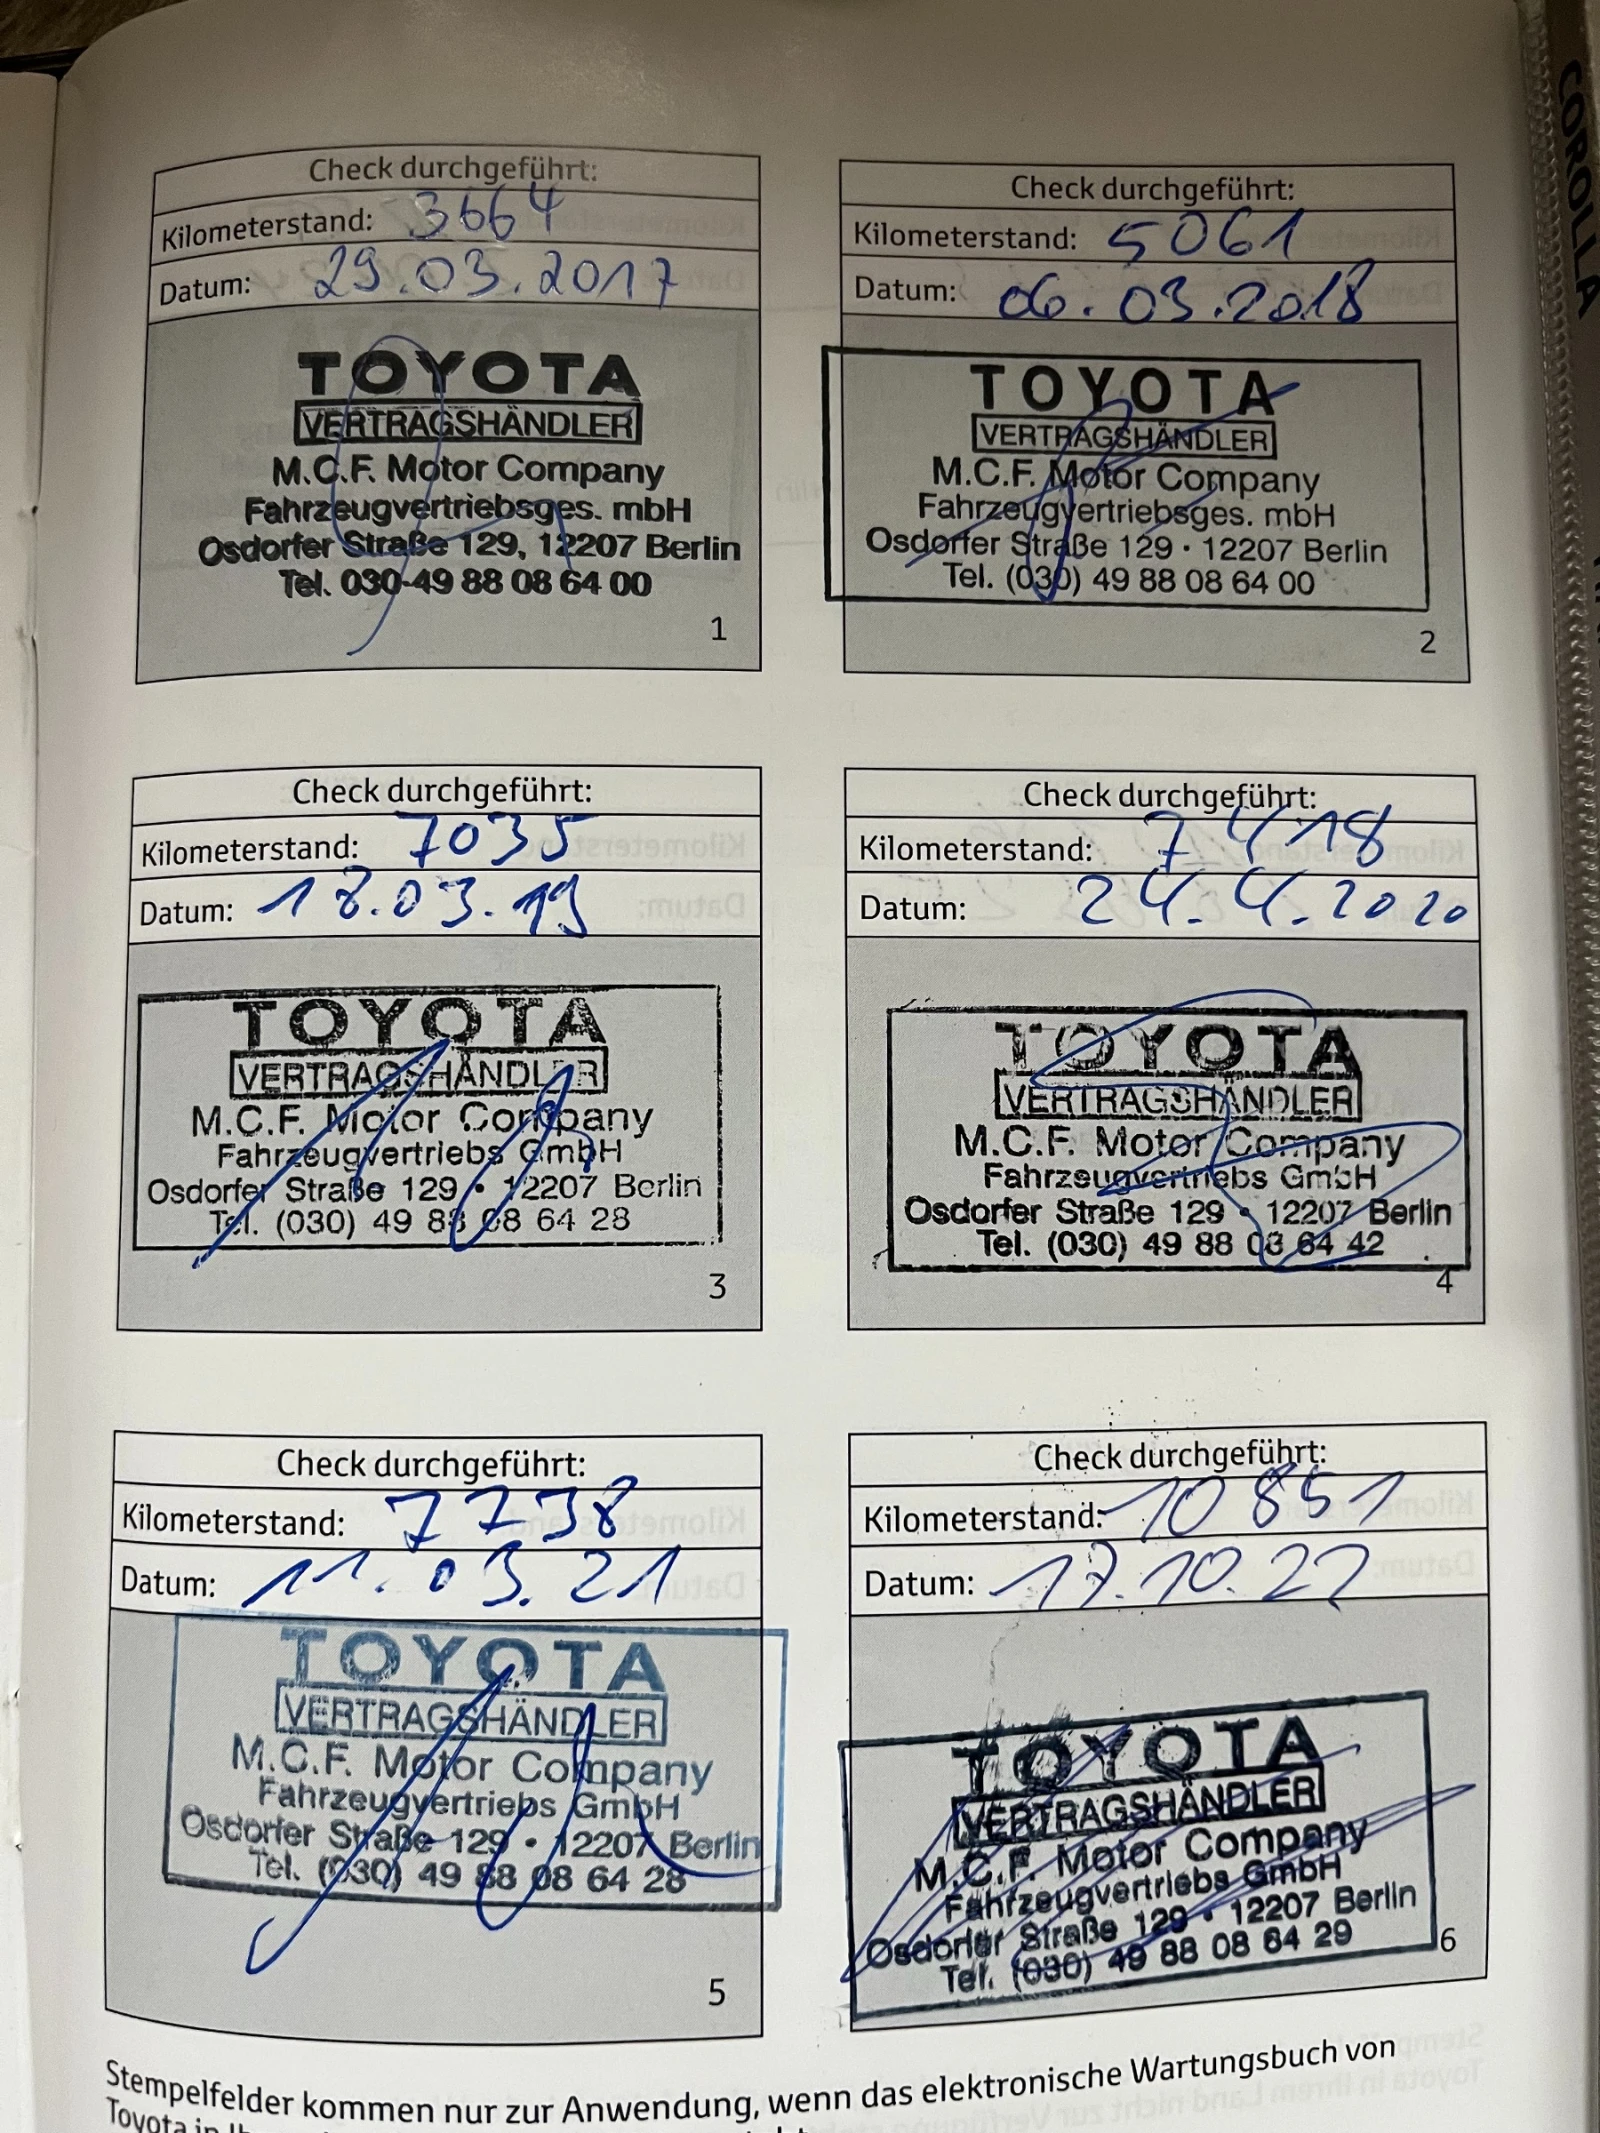 Check durchgeführt:
Kilometerstand: 3664
Datum: 29.03.2017
TOYOTA
VERTRAGSHÄNDLER
M.C.F. Motor Company
Fahrzeugvertriebsges. mbH
Osdorfer Straße 129, 12207 Berlin
Tel. 030-49 88 08 64 00
1
Check durchgeführt:
Kilometerstand: 5061
Datum: 06.03.2018
TOYOTA
VERTRAGSHÄNDLER
M.C.F. Motor Company
Fahrzeugvertriebsges. mbH
Osdorfer Straße 129 · 12207 Berlin
Tel. (030) 49 88 08 64 00
2
Check durchgeführt:
Kilometerstand: 7035
Datum: 18.03.19
TOYOTA
VERTRAGSHÄNDLER
M.C.F. Motor Company
Fahrzeugvertriebs GmbH
Osdorfer Straße 129 • 12207 Berlin
Tel. (030) 49 88 08 64 28
3
Check durchgeführt:
Kilometerstand: 7418
Datum: 24.4.2020
TOYOTA
VERTRAGSHÄNDLER
M.C.F. Motor Company
Fahrzeugvertriebs GmbH
Osdorfer Straße 129 • 12207 Berlin
Tel. (030) 49 88 08 64 42
4
Check durchgeführt:
Kilometerstand: 7738
Datum: 11.03.21
TOYOTA
VERTRAGSHÄNDLER
M.C.F. Motor Company
Fahrzeugvertriebs GmbH
Osdorfer Straße 129 • 12207 Berlin
Tel. (030) 49 88 08 64 28
5
Check durchgeführt:
Kilometerstand: 10851
Datum: 17.10.22
TOYOTA
VERTRAGSHÄNDLER
M.C.F. Motor Company
Fahrzeugvertriebs GmbH
Osdorfer Straße 129 • 12207 Berlin
Tel. (030) 49 88 08 64 29
6
Stempelfelder kommen nur zur Anwendung, wenn das elektronische Wartungsbuch von
Toyota in
COROLLA